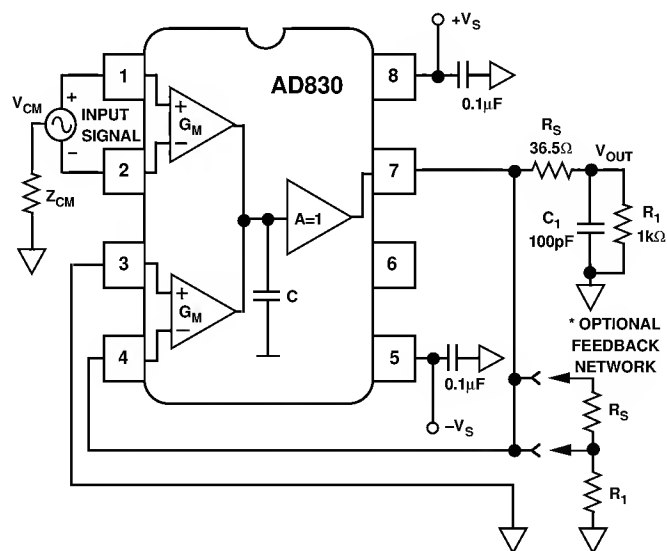 +VS
AD830
1
8
0.1µF
VCM
+
−
INPUT
SIGNAL
+
−
GM
RS
36.5Ω
VOUT
2
7
A=1
C1
100pF
R1
1kΩ
ZCM
3
+
−
GM
C
6
4
5
0.1µF
−VS
* OPTIONAL
FEEDBACK
NETWORK
RS
R1